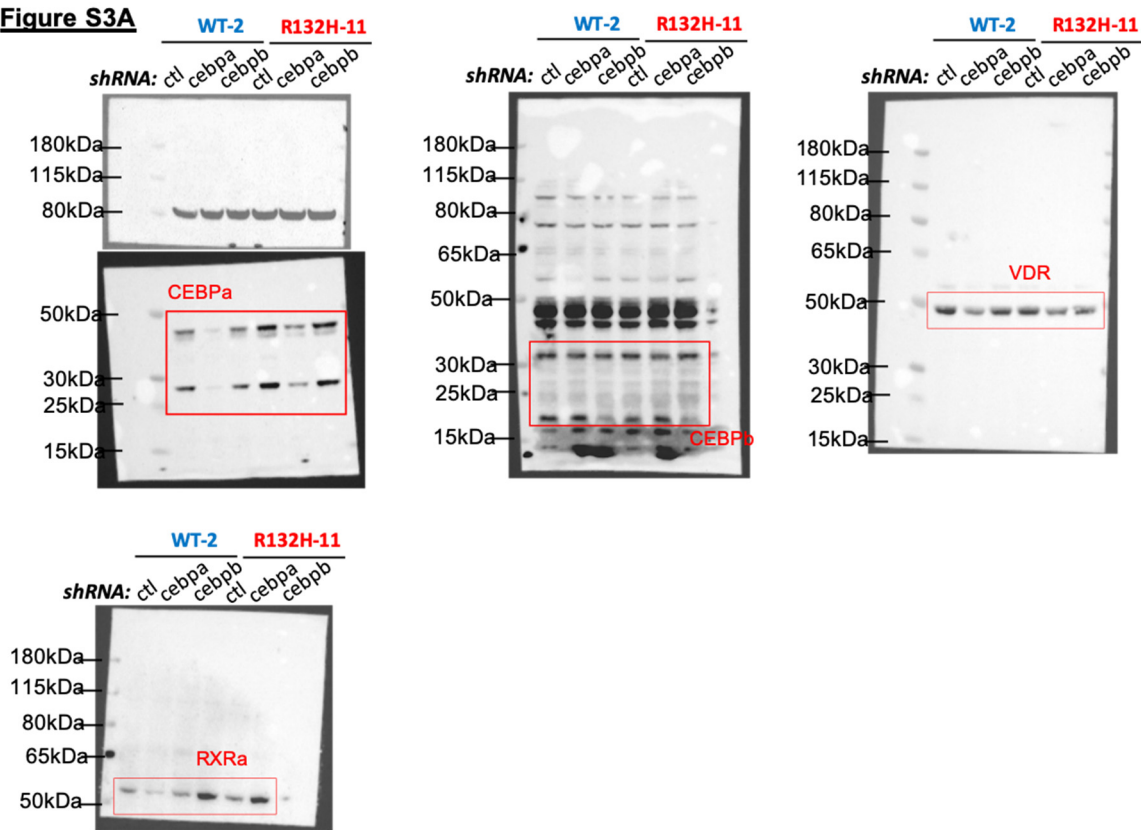 Figure S3A
WT-2 R132H-11
shRNA: ctl cebpa cebpb ctl cebpa cebpb
180kDa
115kDa
80kDa
CEBPa
50kDa
30kDa
25kDa
15kDa
WT-2 R132H-11
shRNA: ctl cebpa cebpb ctl cebpa cebpb
180kDa
115kDa
80kDa
65kDa
50kDa
30kDa
25kDa
15kDa
CEBPb
WT-2 R132H-11
shRNA: ctl cebpa cebpb ctl cebpa cebpb
180kDa
115kDa
80kDa
65kDa
VDR
50kDa
30kDa
25kDa
15kDa
WT-2 R132H-11
shRNA: ctl cebpa cebpb ctl cebpa cebpb
180kDa
115kDa
80kDa
65kDa
RXRa
50kDa